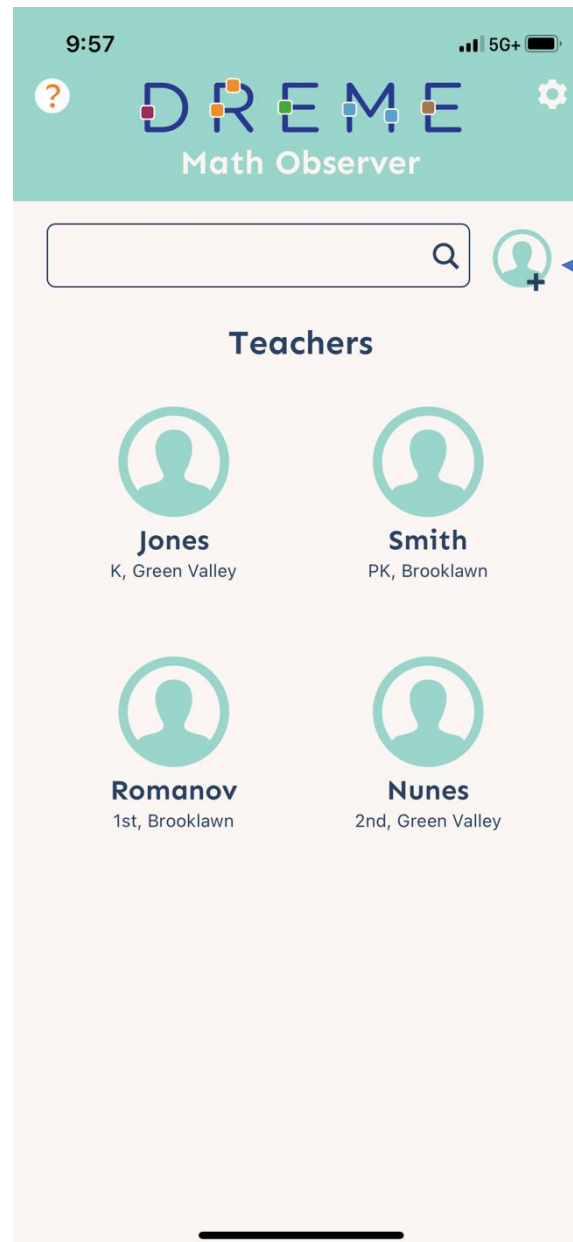 9:57
5G+
?
DREME
Math Observer
Teachers
Jones
Smith
K, Green Valley
PK, Brooklawn
Romanov
Nunes
1st, Brooklawn
2nd, Green Valley